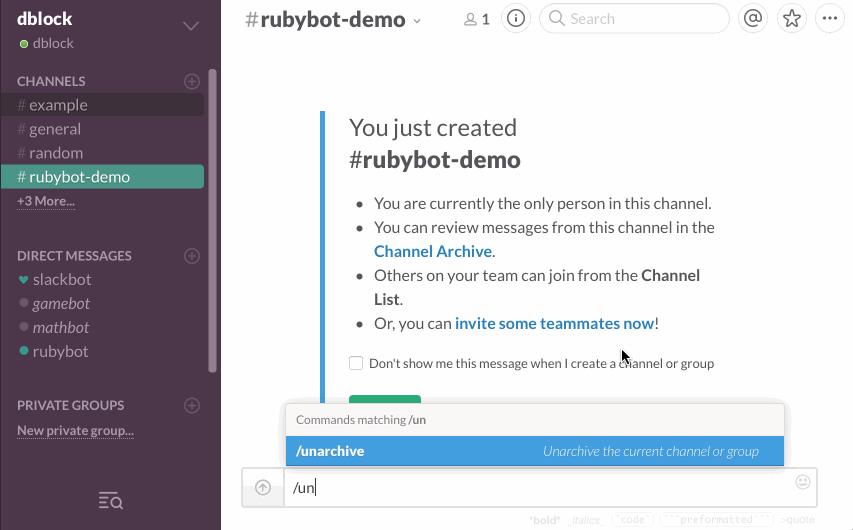 dblock
dblock
CHANNELS
# example
# general
# random
# rubybot-demo
+3 More...
DIRECT MESSAGES
slackbot
gamebot
mathbot
rubybot
PRIVATE GROUPS
New private group...
#rubybot-demo
1
Search
You just created
#rubybot-demo
• You are currently the only person in this channel.
• You can review messages from this channel in the
Channel Archive.
• Others on your team can join from the Channel
List.
• Or, you can invite some teammates now!
Don't show me this message when I create a channel or group
Commands matching /un
/unarchive Unarchive the current channel or group
/un
*bold* _italics_ `code` ```preformatted``` >quote